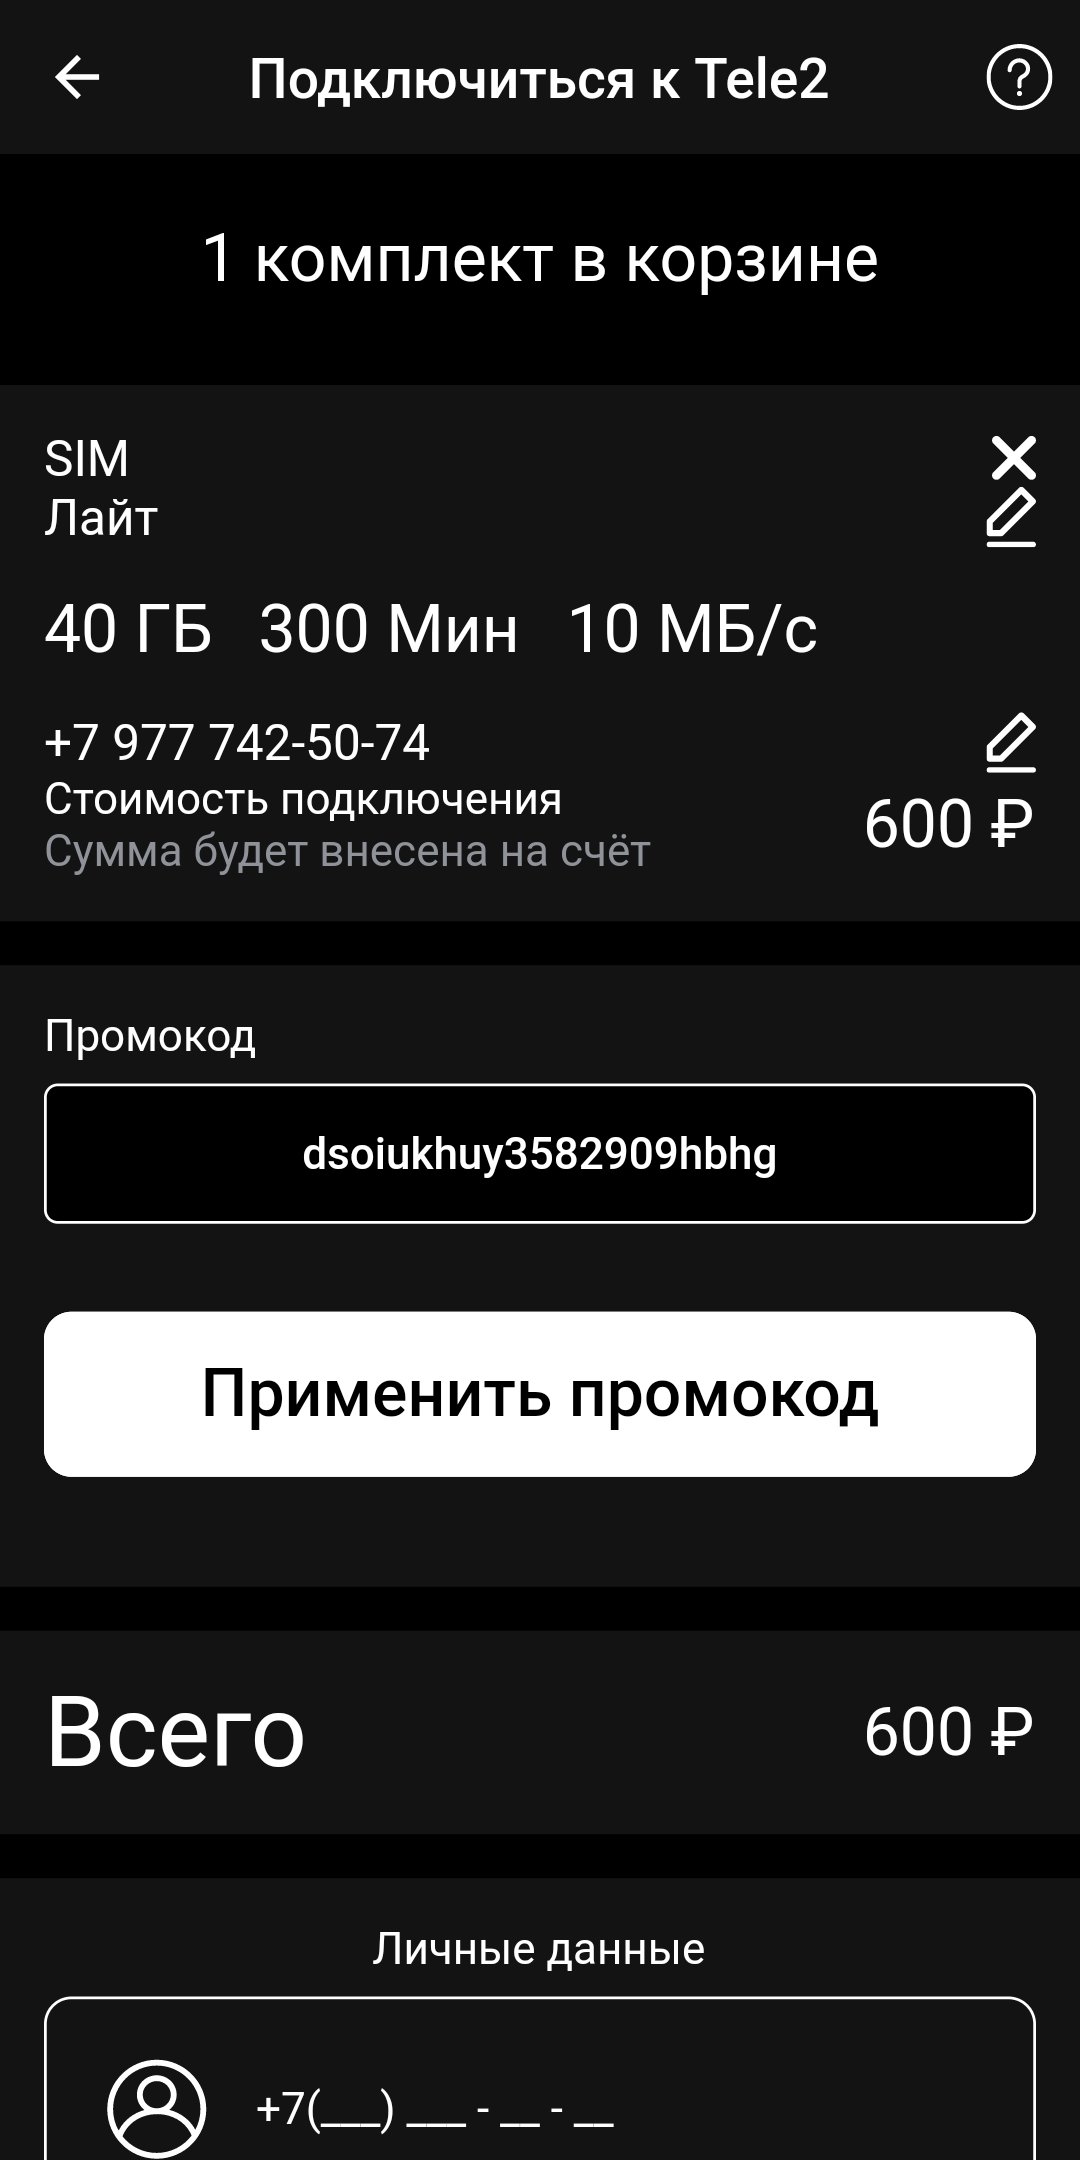 Подключиться к Tele2
1 комплект в корзине
SIM
Лайт
40 ГБ 300 Мин 10 МБ/с
+7 977 742-50-74
Стоимость подключения
Сумма будет внесена на счёт
600 ₽
Промокод
dsoiukhuy3582909hbhg
Применить промокод
Всего 600 ₽
Личные данные
+7(___) ___ - __ - __